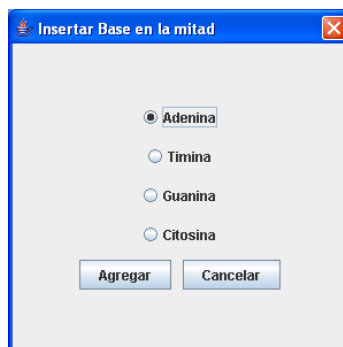 Insertar Base en la mitad
Adenina
Timina
Guanina
Citosina
Agregar Cancelar